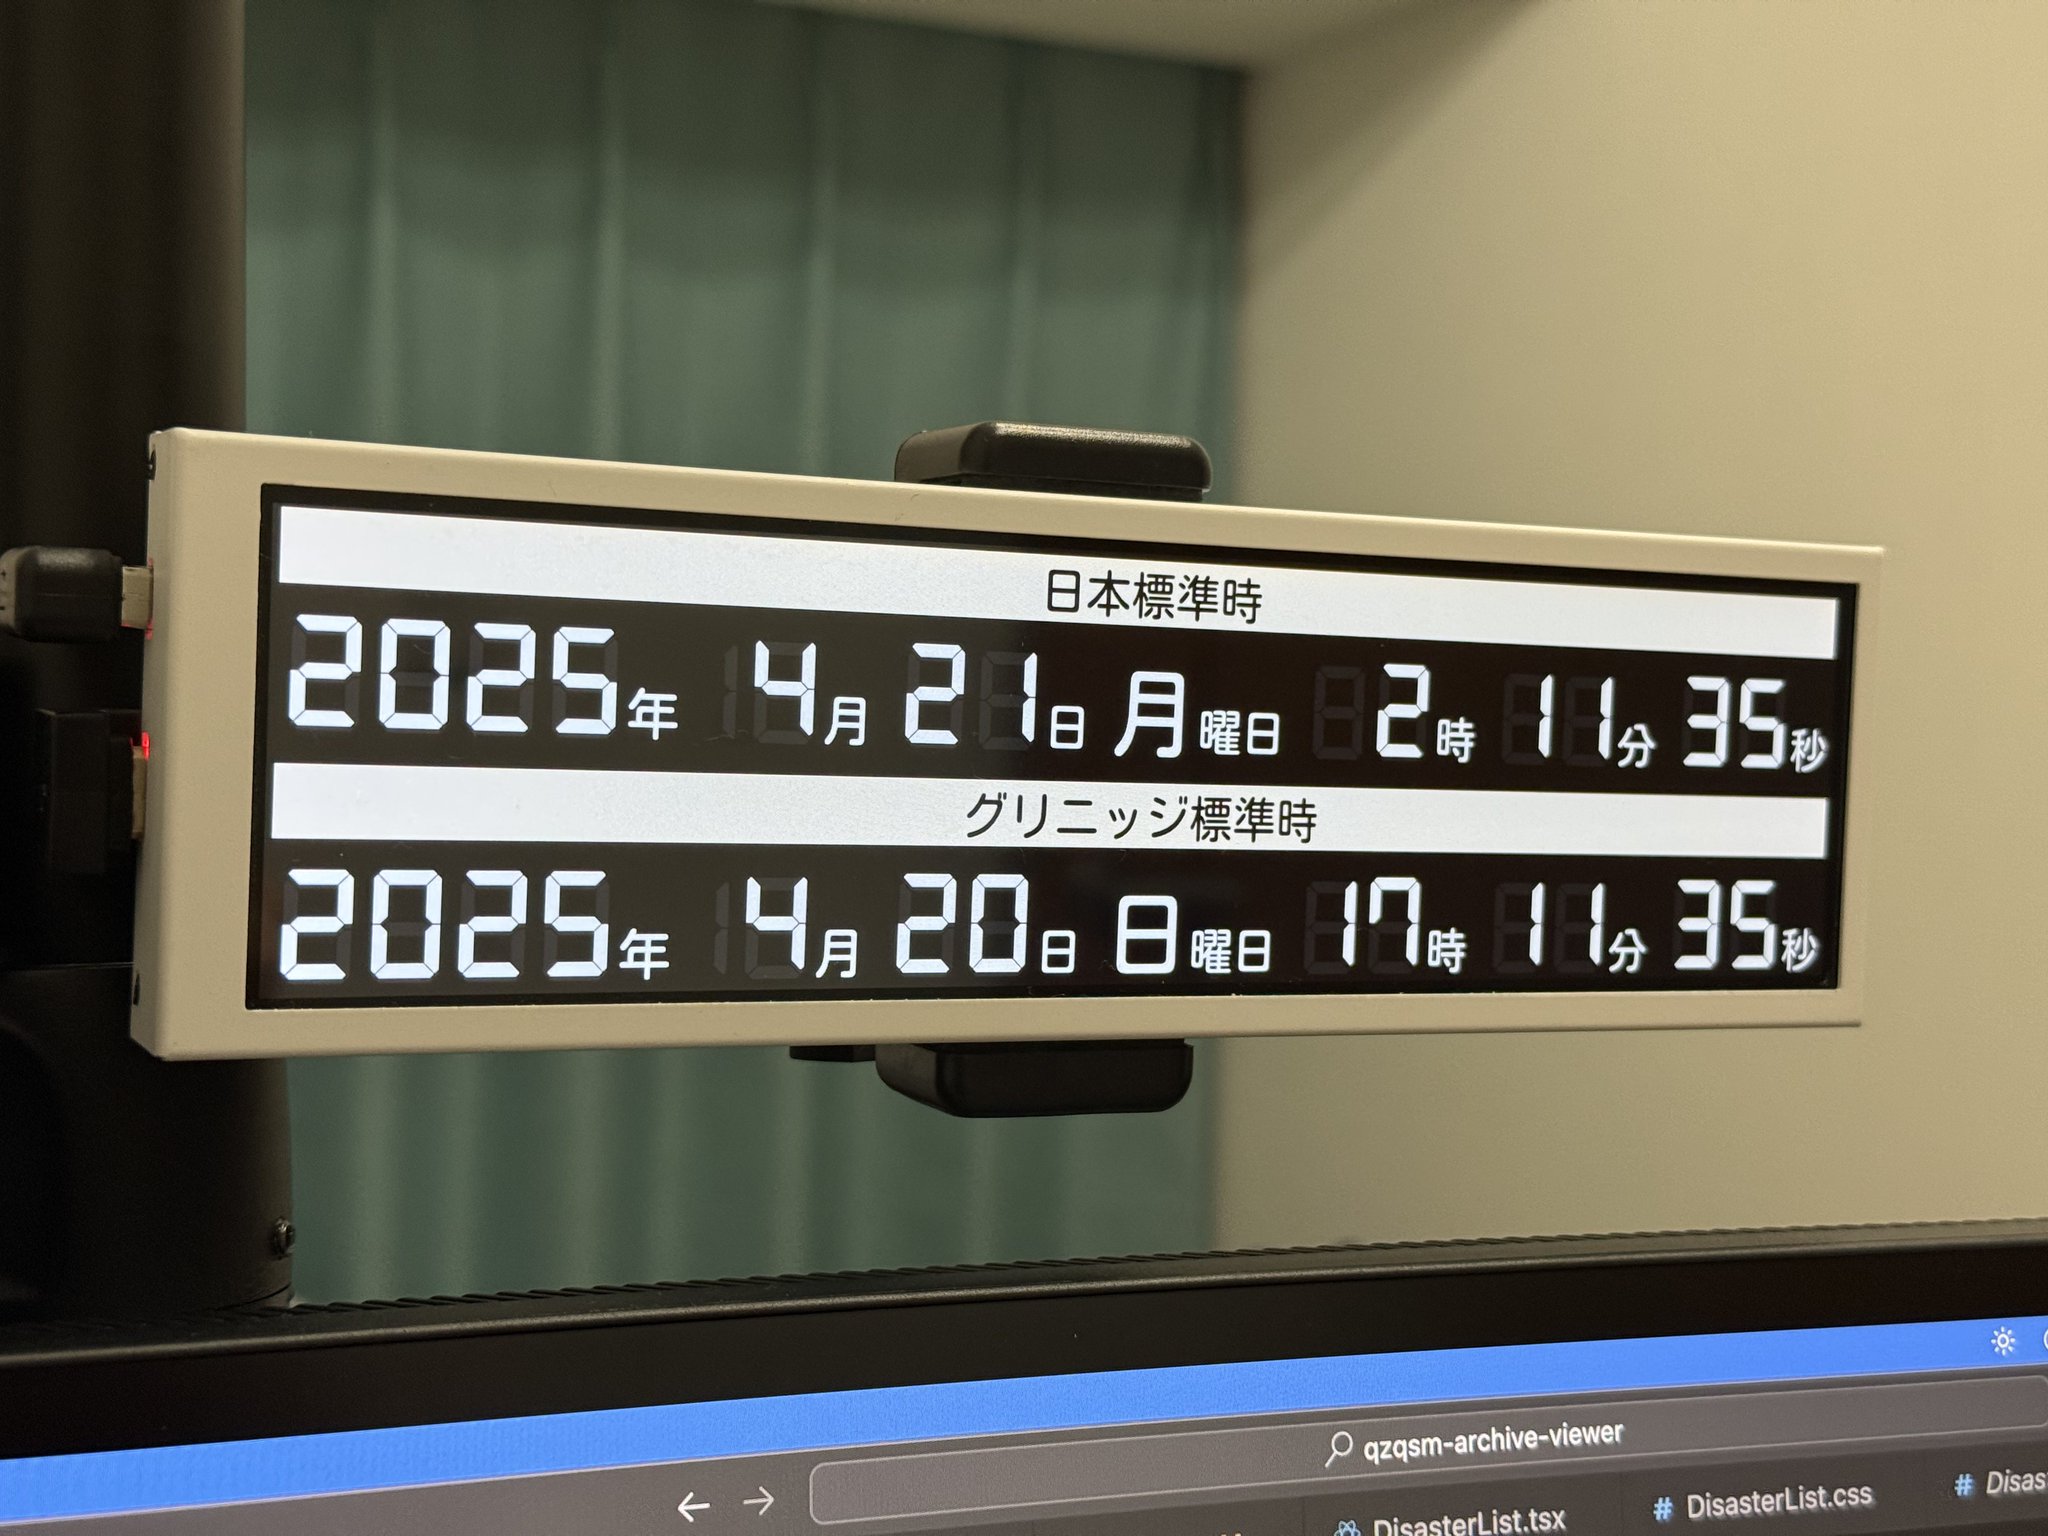 日本標準時
2025年 4月 21日 月曜日 2時 11分 35秒
グリニッジ標準時
2025年 4月 20日 日曜日 17時 11分 35秒
qzqsm-archive-viewer
DisasterList.tsx # DisasterList.css # Disas